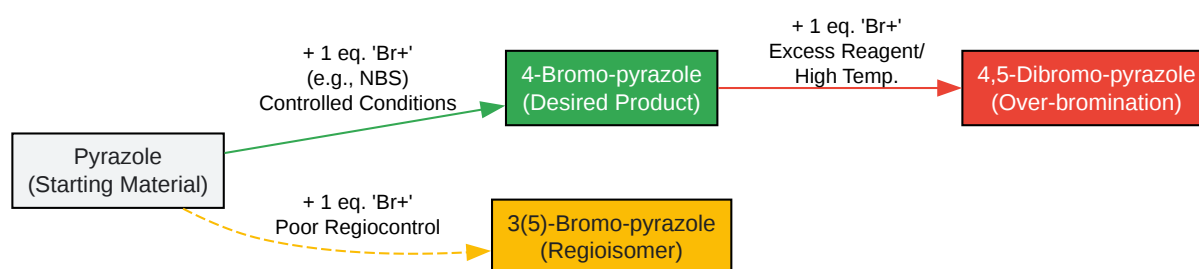 + 1 eq. 'Br+'
(e.g., NBS)
Controlled Conditions
4-Bromo-pyrazole
(Desired Product)
+ 1 eq. 'Br+'
Excess Reagent/
High Temp.
4,5-Dibromo-pyrazole
(Over-bromination)
Pyrazole
(Starting Material)
+ 1 eq. 'Br+'
Poor Regiocontrol
3(5)-Bromo-pyrazole
(Regioisomer)